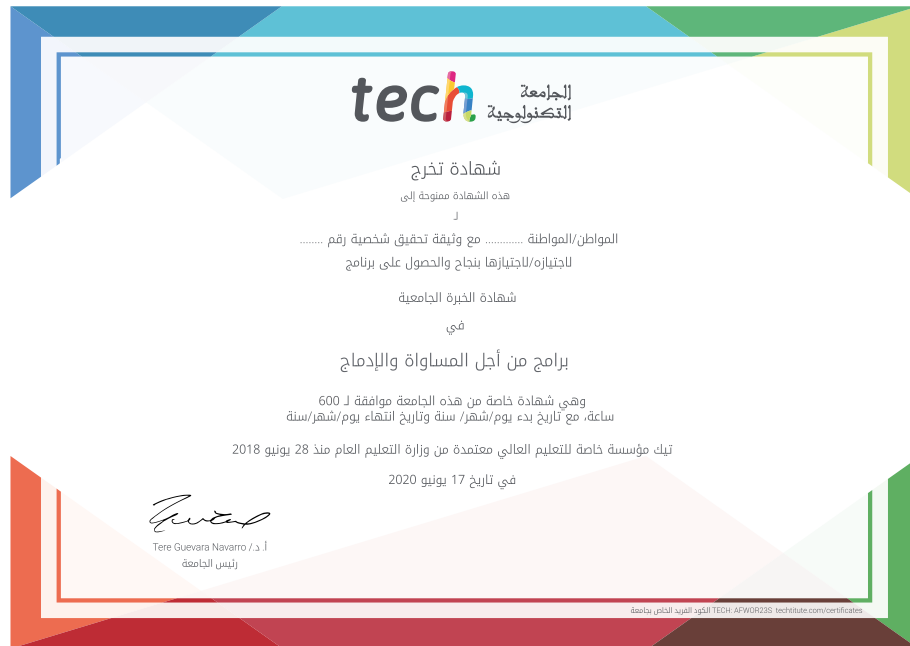 tech
الجامعة
التكنولوجية
شهادة تخرج
هذه الشهادة ممنوحة إلى
لـ
المواطن/المواطنة ............ مع وثيقة تحقيق شخصية رقم ........
لاجتيازه/لاجتيازها بنجاح والحصول على برنامج
شهادة الخبرة الجامعية
في
برامج من أجل المساواة والإدماج
وهي شهادة خاصة من هذه الجامعة موافقة لـ 600
ساعة، مع تاريخ بدء يوم/شهر/ سنة وتاريخ انتهاء يوم/شهر/سنة
تيك مؤسسة خاصة للتعليم العالي معتمدة من وزارة التعليم العام منذ 28 يونيو 2018
في تاريخ 17 يونيو 2020
أ. د./ Tere Guevara Navarro
رئيس الجامعة
الكود الفريد الخاص بجامعة TECH: AFWOR23S techtitute.com/certificates